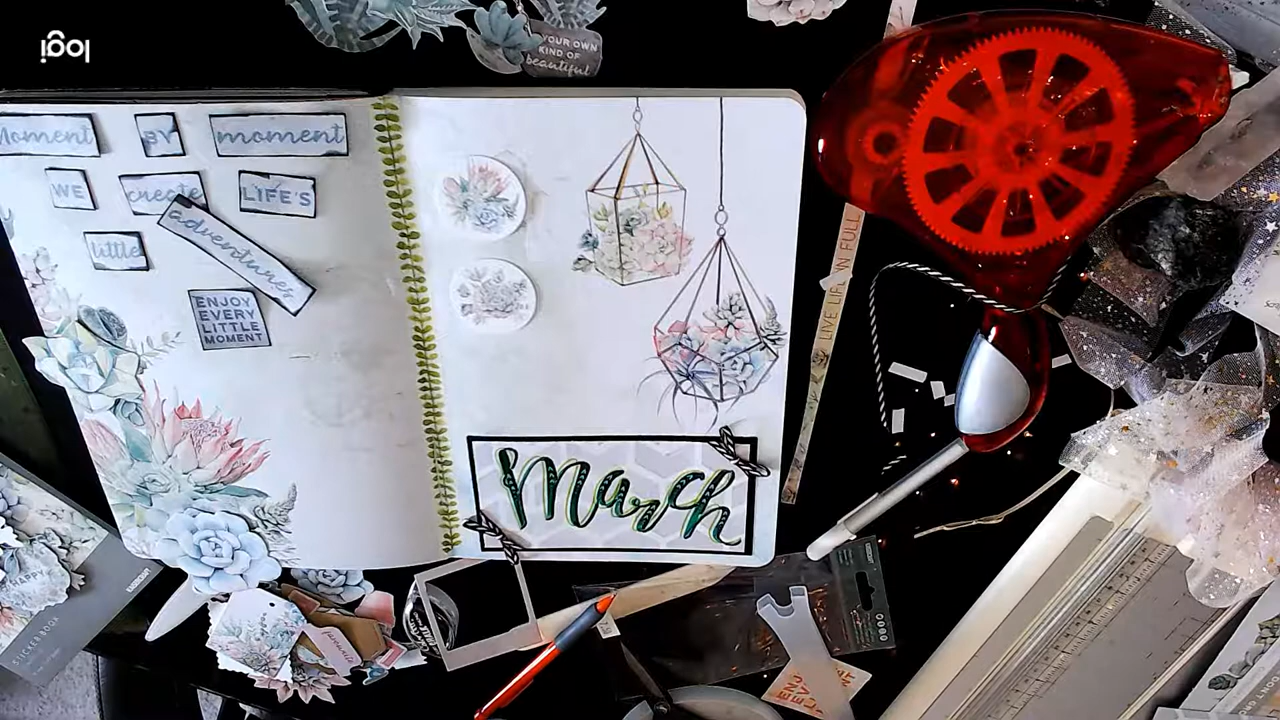 logi
YOUR OWN
KIND OF
beautiful
Moment BY moment
WE create LIFE'S
little adventures
ENJOY
EVERY
LITTLE
MOMENT
March
LIVE LIFE IN FULL
HAPPY
STICKERBOOK